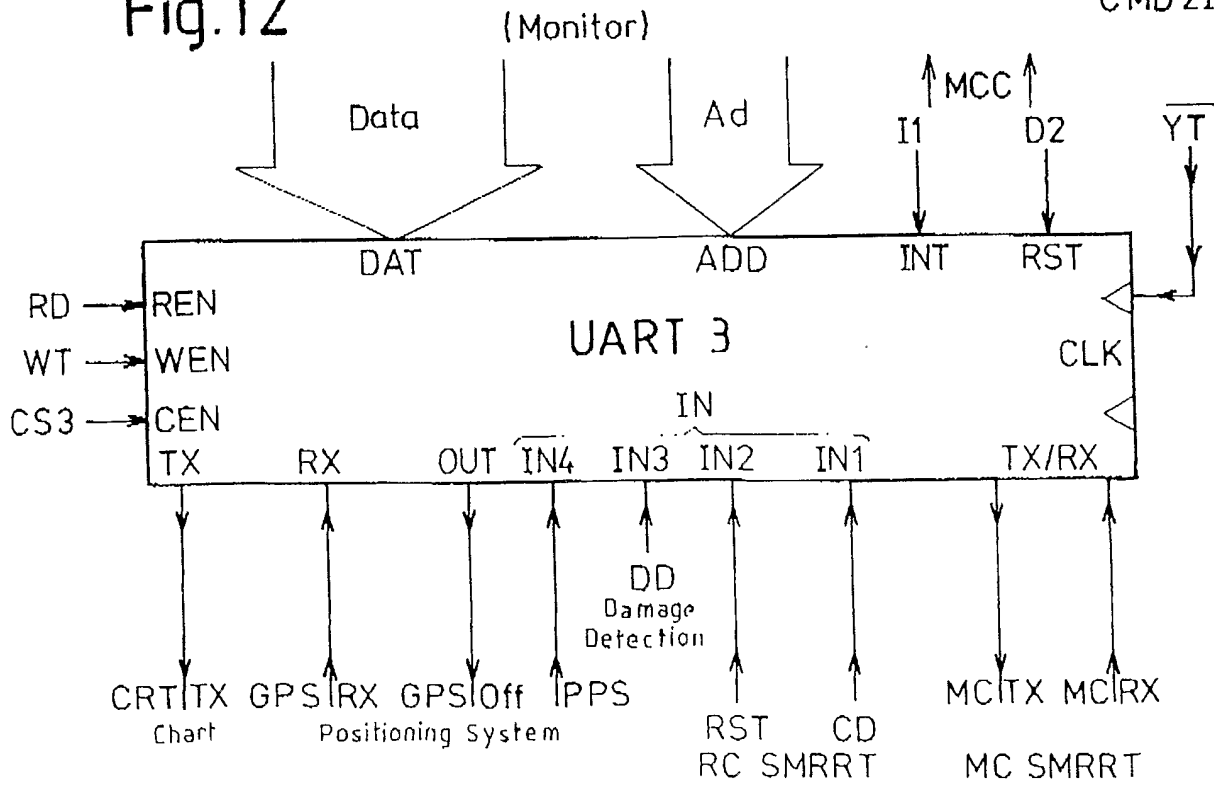 Fig.12
(Monitor)
CMD21
Data
Ad
MCC
I1
D2
YT
DAT
ADD
INT
RST
RD
REN
WT
WEN
UART 3
CLK
CS3
CEN
IN
TX
RX
OUT
IN4
IN3
IN2
IN1
TX/RX
DD
Damage
Detection
CRT TX
GPS RX
GPS Off
PPS
MC TX
MC RX
Chart
Positioning System
RST
CD
RC SMRRT
MC SMRRT